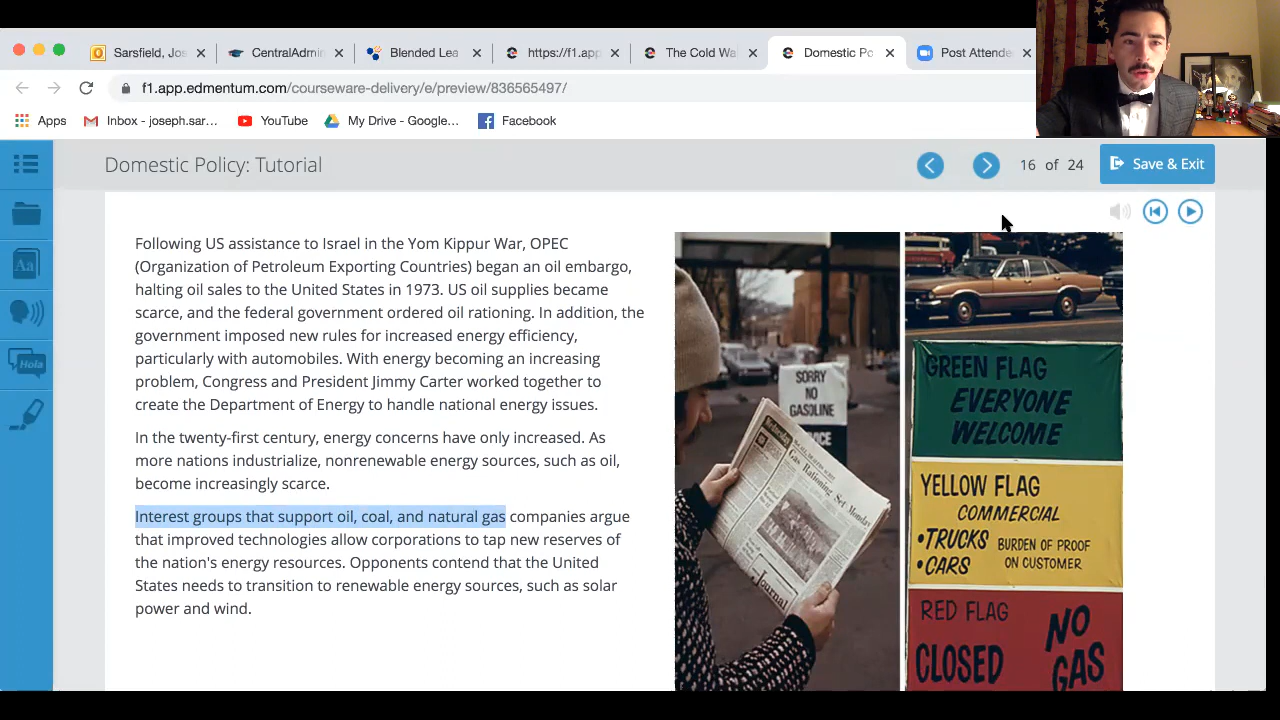 Sarsfield, Jos
CentralAdmin
Blended Lea
https://f1.app
The Cold Wa
Domestic Po
Post Attende
f1.app.edmentum.com/courseware-delivery/e/preview/836565497/
Apps
Inbox - joseph.sar...
YouTube
My Drive - Google...
Facebook
Domestic Policy: Tutorial
16 of 24
Save & Exit
Aa
Hola
Following US assistance to Israel in the Yom Kippur War, OPEC
(Organization of Petroleum Exporting Countries) began an oil embargo,
halting oil sales to the United States in 1973. US oil supplies became
scarce, and the federal government ordered oil rationing. In addition, the
government imposed new rules for increased energy efficiency,
particularly with automobiles. With energy becoming an increasing
problem, Congress and President Jimmy Carter worked together to
create the Department of Energy to handle national energy issues.
In the twenty-first century, energy concerns have only increased. As
more nations industrialize, nonrenewable energy sources, such as oil,
become increasingly scarce.
Interest groups that support oil, coal, and natural gas companies argue
that improved technologies allow corporations to tap new reserves of
the nation's energy resources. Opponents contend that the United
States needs to transition to renewable energy sources, such as solar
power and wind.
SORRY
NO
GASOLINE
Gas Rationing Set Monday
Journal
GREEN FLAG
EVERYONE
WELCOME
YELLOW FLAG
COMMERCIAL
•TRUCKS BURDEN OF PROOF
•CARS ON CUSTOMER
RED FLAG
CLOSED
NO
GAS